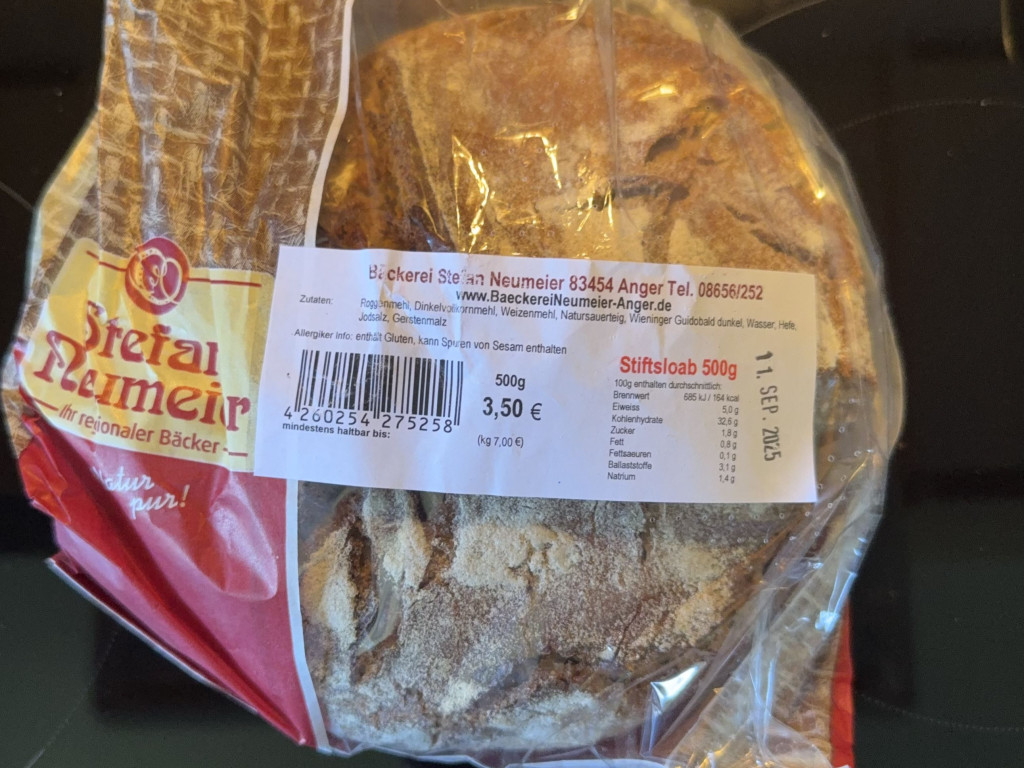 Stefan
Neumeier
Ihr regionaler Bäcker
Natur
pur!
Bäckerei Stefan Neumeier 83454 Anger Tel. 08656/252
www.BaeckereiNeumeier-Anger.de
Zutaten: Roggenmehl, Dinkelvollkornmehl, Weizenmehl, Natursauerteig, Wieninger Guidobald dunkel, Wasser, Hefe,
Jodsalz, Gerstenmalz
Allergiker Info: enthält Gluten, kann Spuren von Sesam enthalten
4 260254 275258
mindestens haltbar bis:
500g
3,50 €
(kg 7,00 €)
Stiftsloab 500g
100g enthalten durchschnittlich:
Brennwert 685 kJ / 164 kcal
Eiweiss 5,0 g
Kohlenhydrate 32,6 g
Zucker 1,8 g
Fett 0,8 g
Fettsaeuren 0,1 g
Ballaststoffe 3,1 g
Natrium 1,4 g
11. SEP. 2025